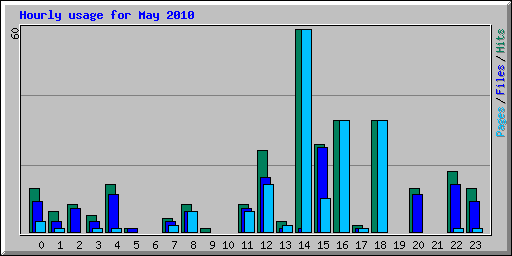 Hourly usage for May 2010
60
Pages / Files / Hits
0 1 2 3 4 5 6 7 8 9 10 11 12 13 14 15 16 17 18 19 20 21 22 23